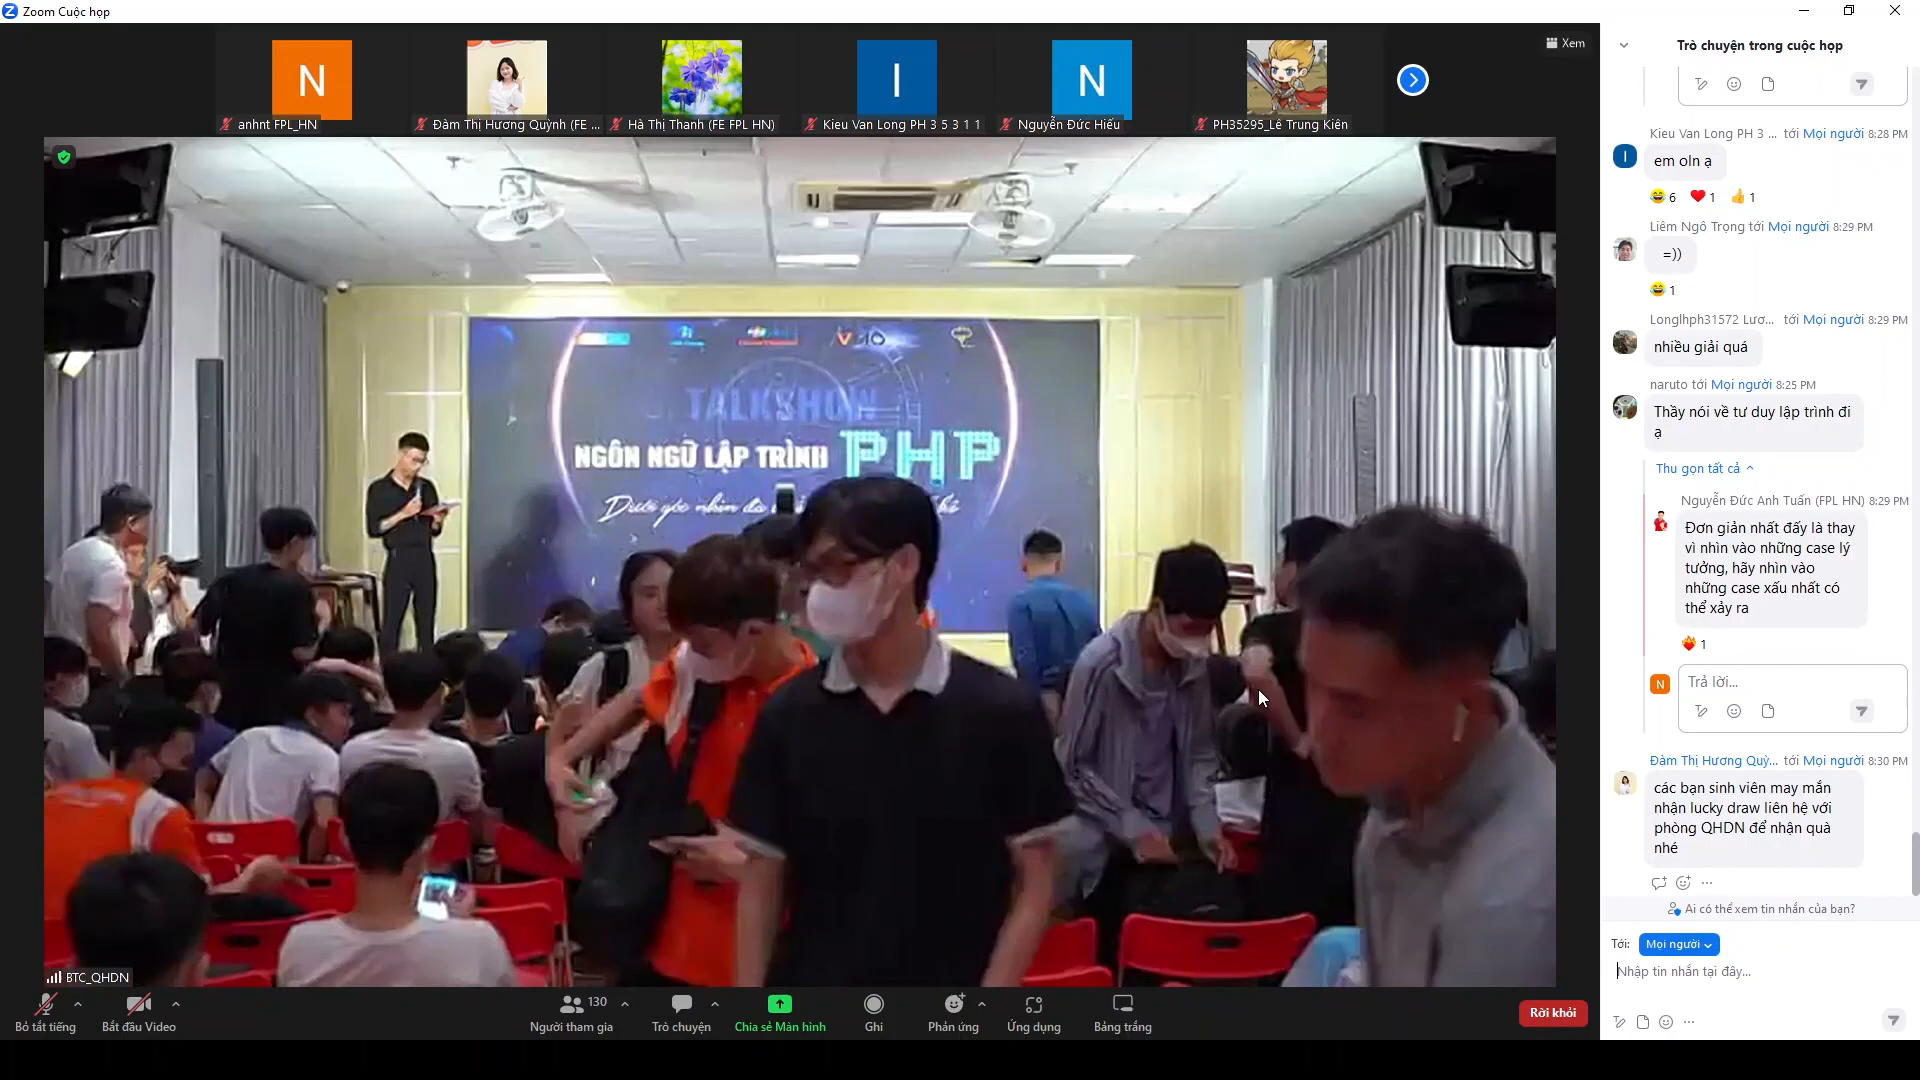 Zoom Cuộc họp
Xem
N
I
N
anhnt FPL_HN
Đàm Thị Hương Quỳnh (FE ...
Hà Thị Thanh (FE FPL HN)
Kieu Van Long PH 3 5 3 1 1
Nguyễn Đức Hiếu
PH35295_Lê Trung Kiên
TALKSHOW
NGÔN NGỮ LẬP TRÌNH PHP
BTC_QHDN
Bỏ tắt tiếng
Bắt đầu Video
130
Người tham gia
Trò chuyện
Chia sẻ Màn hình
Ghi
Phản ứng
Ứng dụng
Bảng trắng
Rời khỏi
Trò chuyện trong cuộc họp
Kieu Van Long PH 3 ... tới Mọi người 8:28 PM
I
em oln ạ
6 1 1
Liêm Ngô Trọng tới Mọi người 8:29 PM
=))
1
Longlhph31572 Lươ... tới Mọi người 8:29 PM
nhiều giải quá
naruto tới Mọi người 8:25 PM
Thầy nói về tư duy lập trình đi
ạ
Thu gọn tất cả
Nguyễn Đức Anh Tuấn (FPL HN) 8:29 PM
Đơn giản nhất đấy là thay
vì nhìn vào những case lý
tưởng, hãy nhìn vào
những case xấu nhất có
thể xảy ra
1
N
Trả lời...
Đàm Thị Hương Quỳ... tới Mọi người 8:30 PM
các bạn sinh viên may mắn
nhận lucky draw liên hệ với
phòng QHDN để nhận quà
nhé
Ai có thể xem tin nhắn của bạn?
Tới: Mọi người
Nhập tin nhắn tại đây...